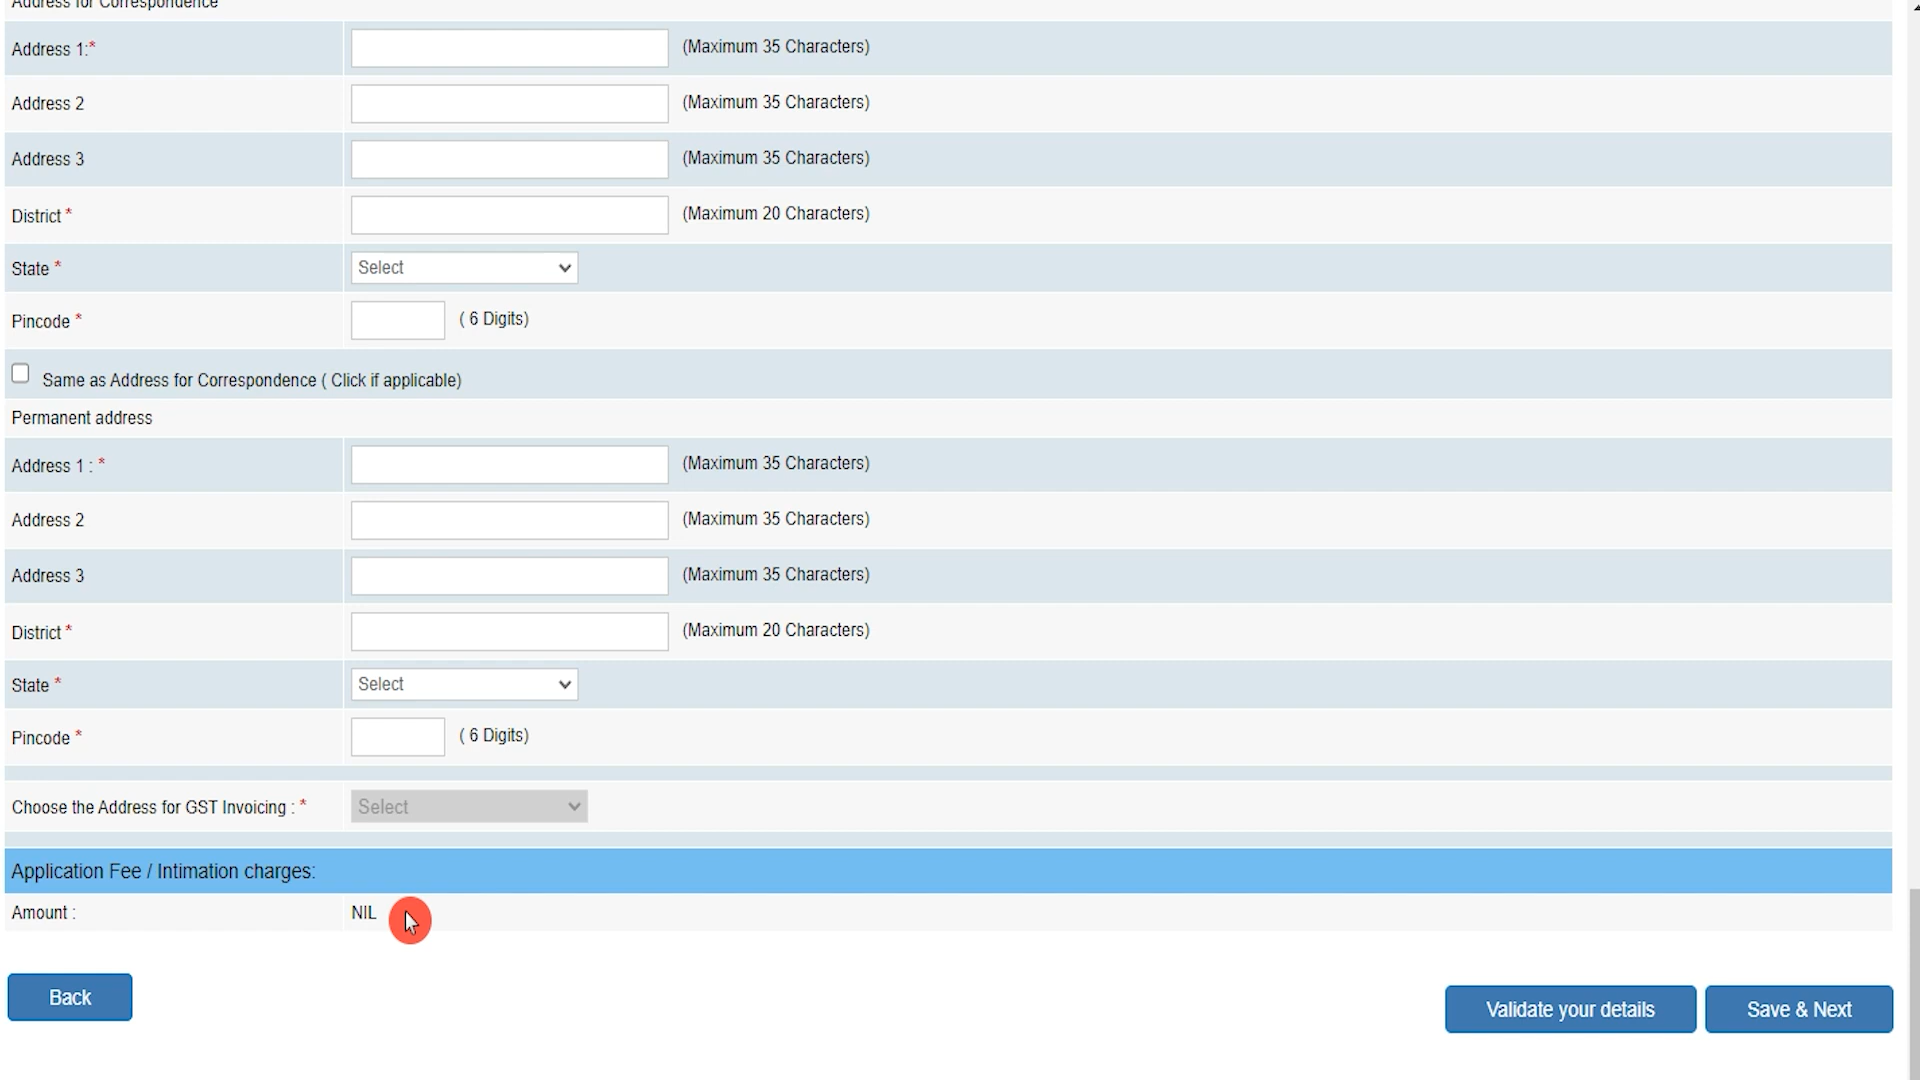 Address for Correspondence
Address 1:* (Maximum 35 Characters)
Address 2 (Maximum 35 Characters)
Address 3 (Maximum 35 Characters)
District * (Maximum 20 Characters)
State * Select
Pincode * ( 6 Digits)
Same as Address for Correspondence ( Click if applicable)
Permanent address
Address 1 : * (Maximum 35 Characters)
Address 2 (Maximum 35 Characters)
Address 3 (Maximum 35 Characters)
District * (Maximum 20 Characters)
State * Select
Pincode * ( 6 Digits)
Choose the Address for GST Invoicing : * Select
Application Fee / Intimation charges:
Amount : NIL
Back
Validate your details Save & Next